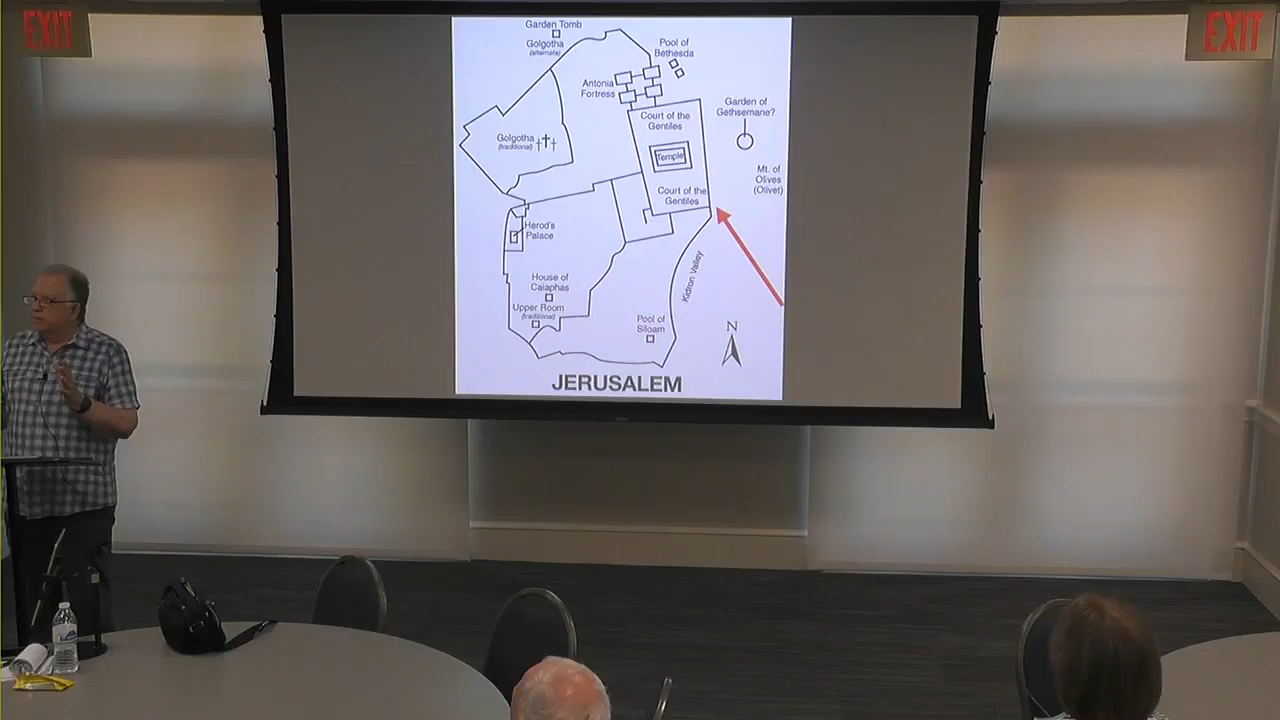 EXIT
EXIT
Garden Tomb
Golgotha
(alternate)
Pool of
Bethesda
Antonia
Fortress
Garden of
Gethsemane?
Court of the
Gentiles
Golgotha
(traditional)
Temple
Mt. of
Olives
(Olivet)
Court of the
Gentiles
Herod's
Palace
Kidron Valley
House of
Caiaphas
Upper Room
(traditional)
Pool of
Siloam
N
JERUSALEM